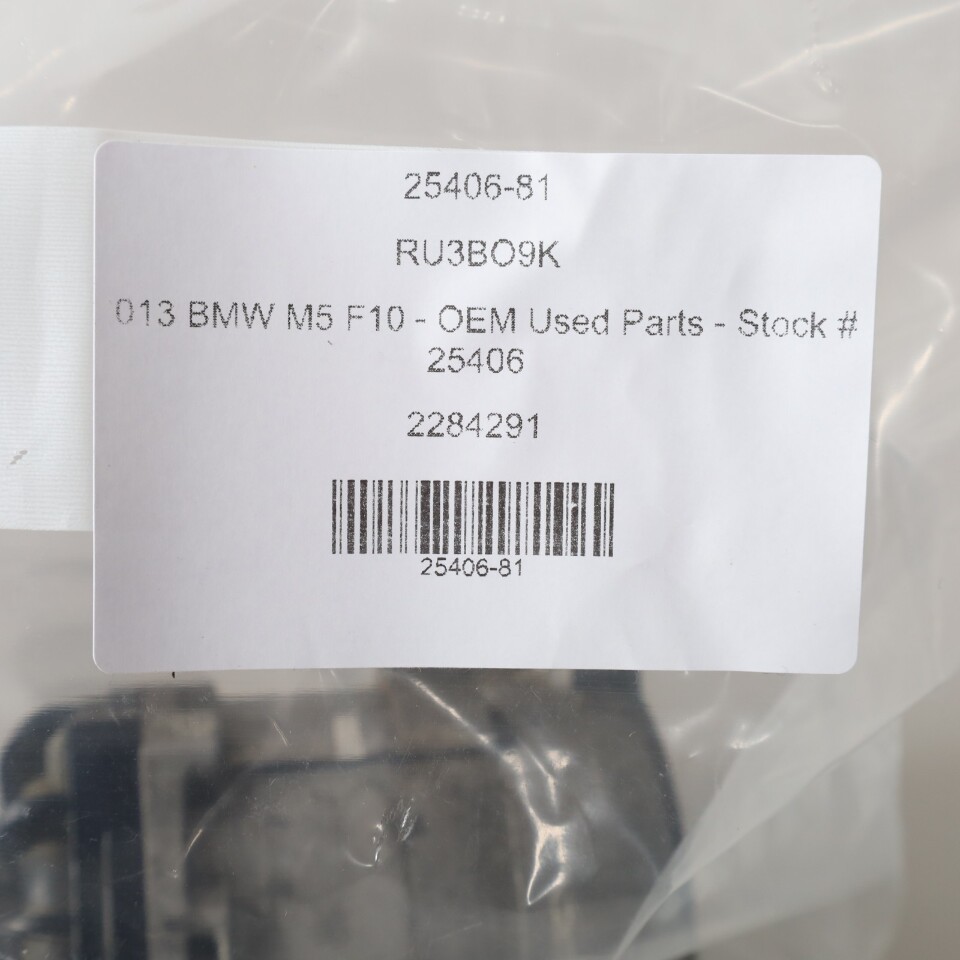 25406-81
RU3BO9K
013 BMW M5 F10 - OEM Used Parts - Stock #
25406
2284291
25406-81